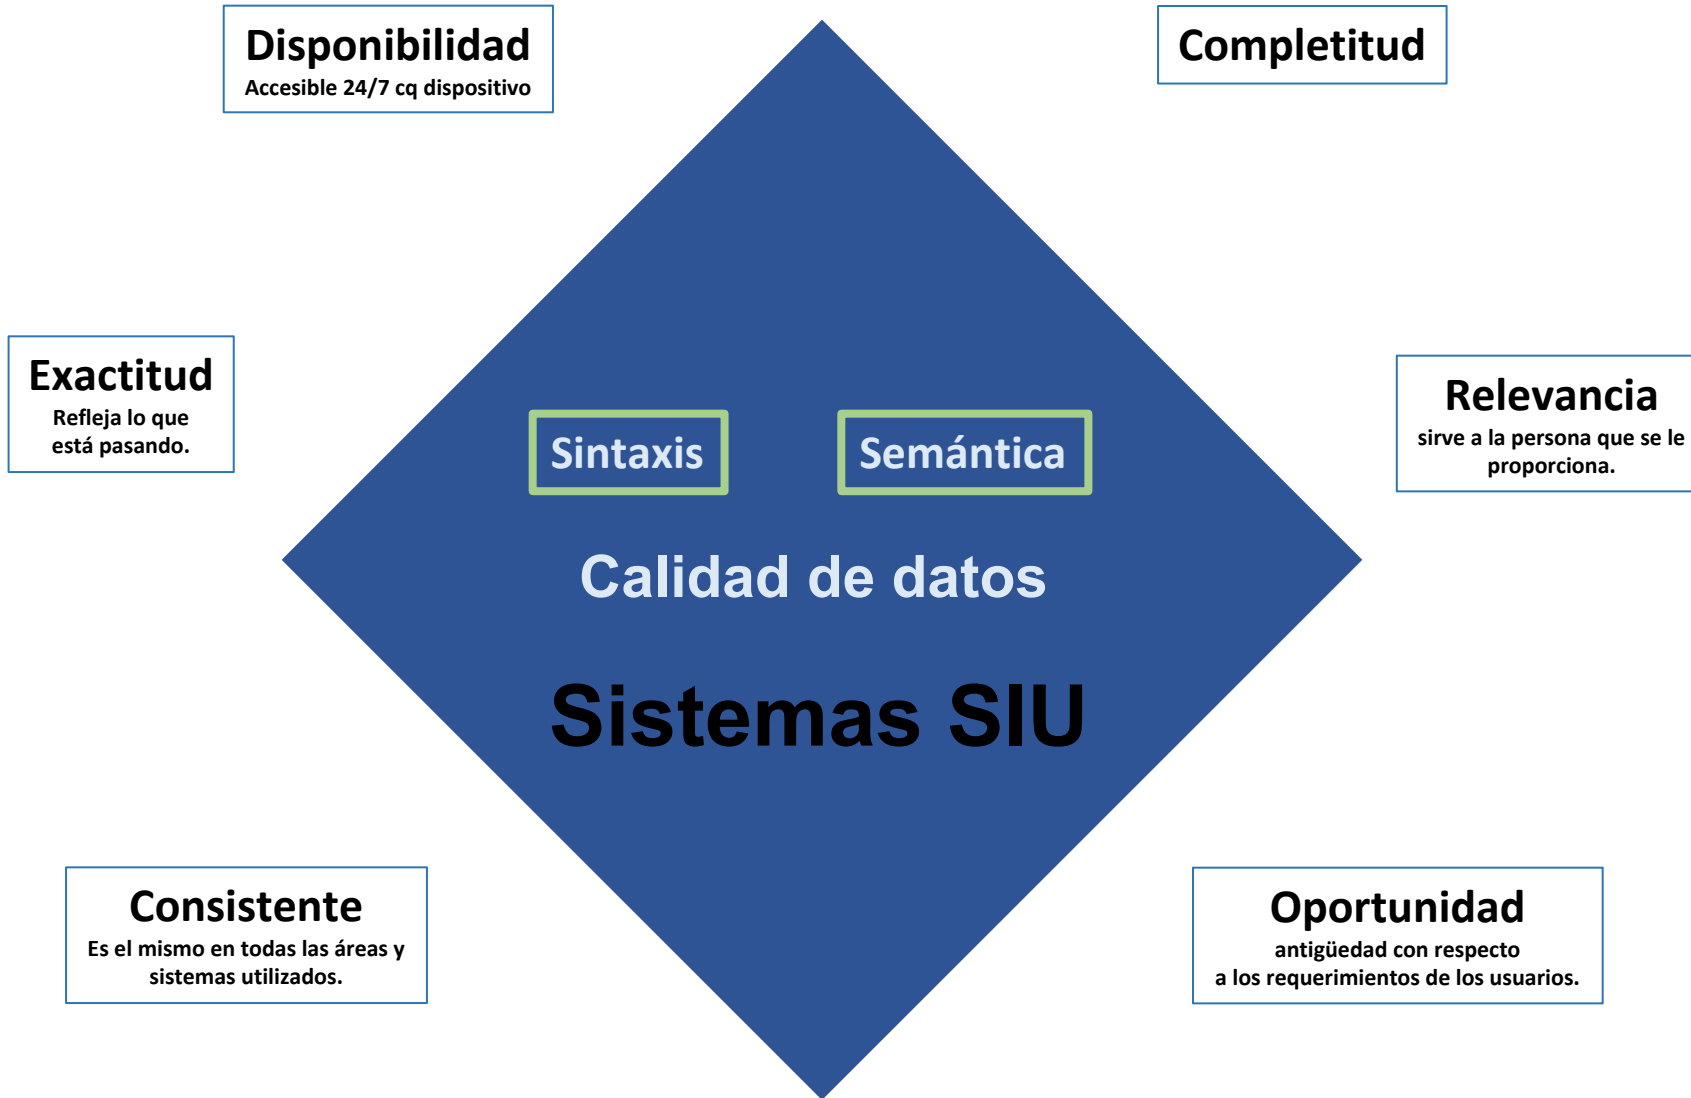 Disponibilidad
Accesible 24/7 cq dispositivo
Completitud
Exactitud
Refleja lo que
está pasando.
Relevancia
sirve a la persona que se le
proporciona.
Sintaxis
Semántica
Calidad de datos
Sistemas SIU
Consistente
Es el mismo en todas las áreas y
sistemas utilizados.
Oportunidad
antigüedad con respecto
a los requerimientos de los usuarios.